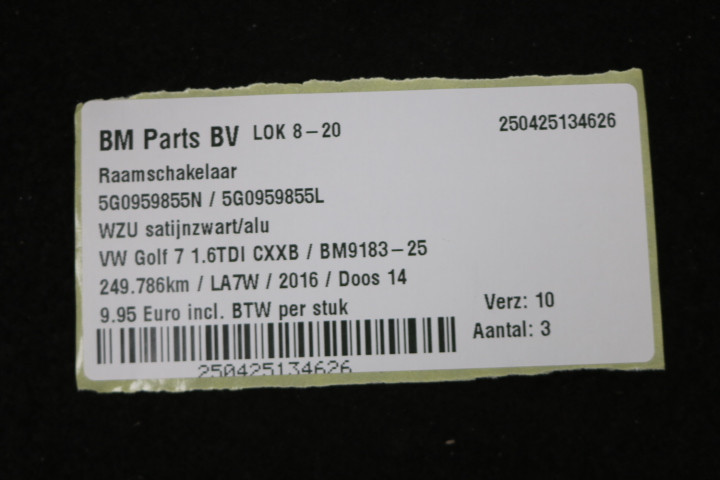 BM Parts BV LOK 8-20 250425134626
Raamschakelaar
5G0959855N / 5G0959855L
WZU satijnzwart/alu
VW Golf 7 1.6TDI CXXB / BM9183-25
249.786km / LA7W / 2016 / Doos 14
9.95 Euro incl. BTW per stuk Verz: 10
Aantal: 3
250425134626